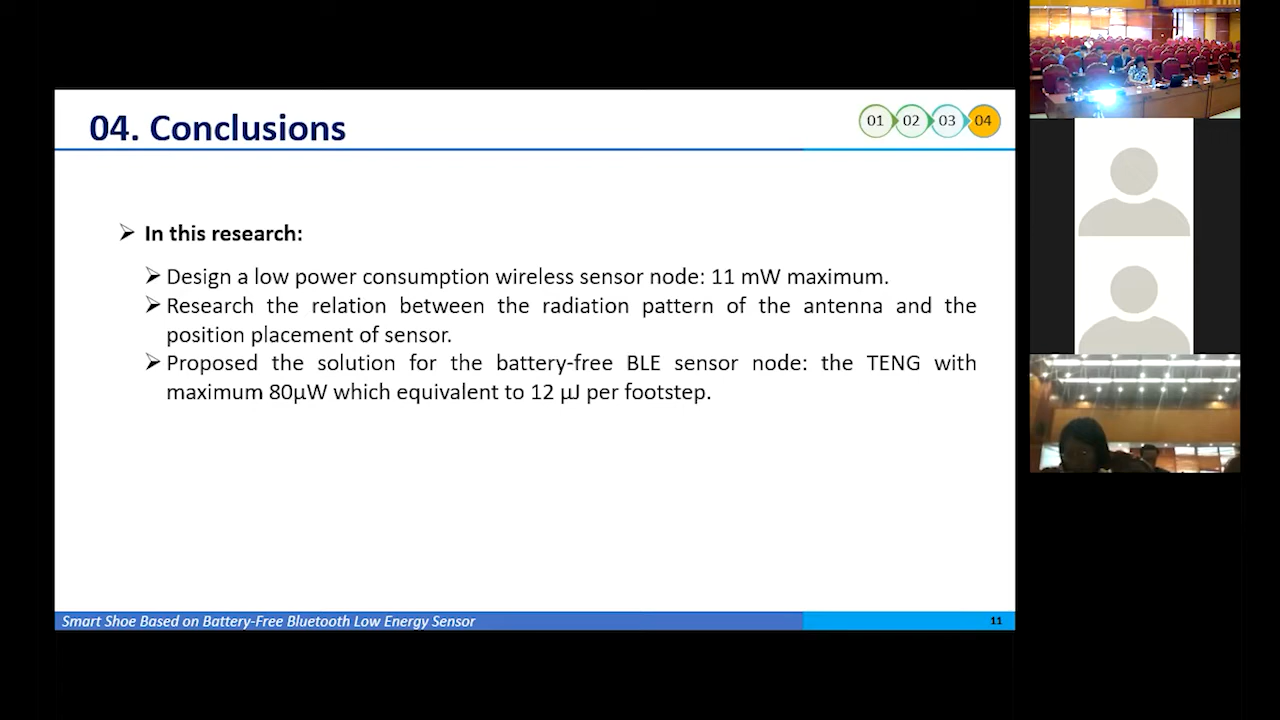 04. Conclusions
01 02 03 04
In this research:
Design a low power consumption wireless sensor node: 11 mW maximum.
Research the relation between the radiation pattern of the antenna and the
position placement of sensor.
Proposed the solution for the battery-free BLE sensor node: the TENG with
maximum 80µW which equivalent to 12 µJ per footstep.
Smart Shoe Based on Battery-Free Bluetooth Low Energy Sensor
11